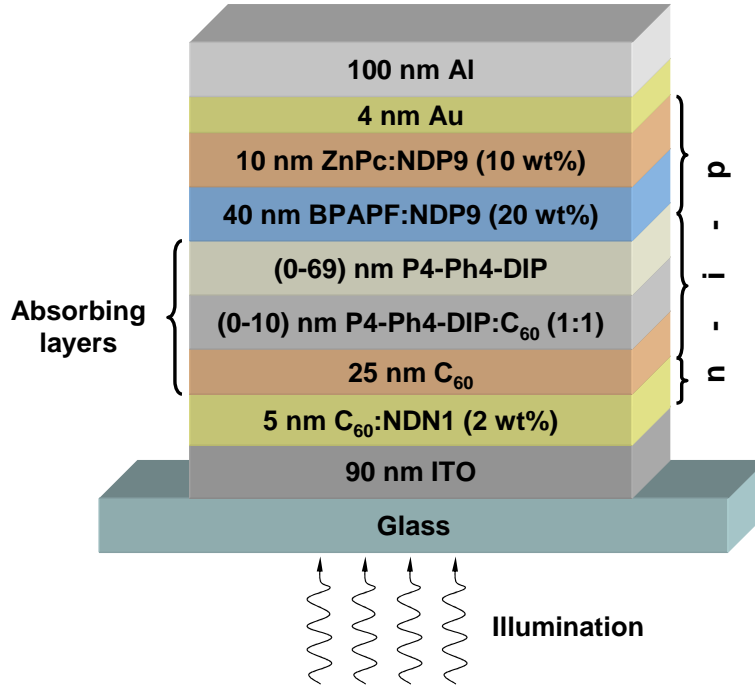 100 nm Al
4 nm Au
10 nm ZnPc:NDP9 (10 wt%)
40 nm BPAPF:NDP9 (20 wt%)
(0-69) nm P4-Ph4-DIP
Absorbing
layers
(0-10) nm P4-Ph4-DIP:C₆₀ (1:1)
25 nm C₆₀
5 nm C₆₀:NDN1 (2 wt%)
90 nm ITO
Glass
n - i - p
Illumination